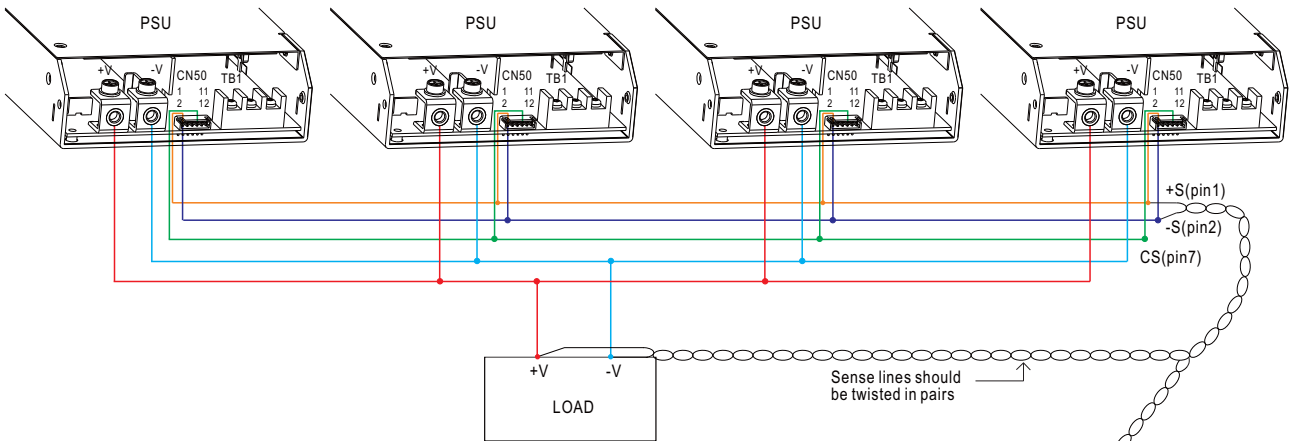 PSU PSU PSU PSU
+V -V CN50 TB1
1 11
2 12
+V -V CN50 TB1
1 11
2 12
+V -V CN50 TB1
1 11
2 12
+V -V CN50 TB1
1 11
2 12
+S(pin1)
-S(pin2)
CS(pin7)
+V -V
LOAD
Sense lines should
be twisted in pairs